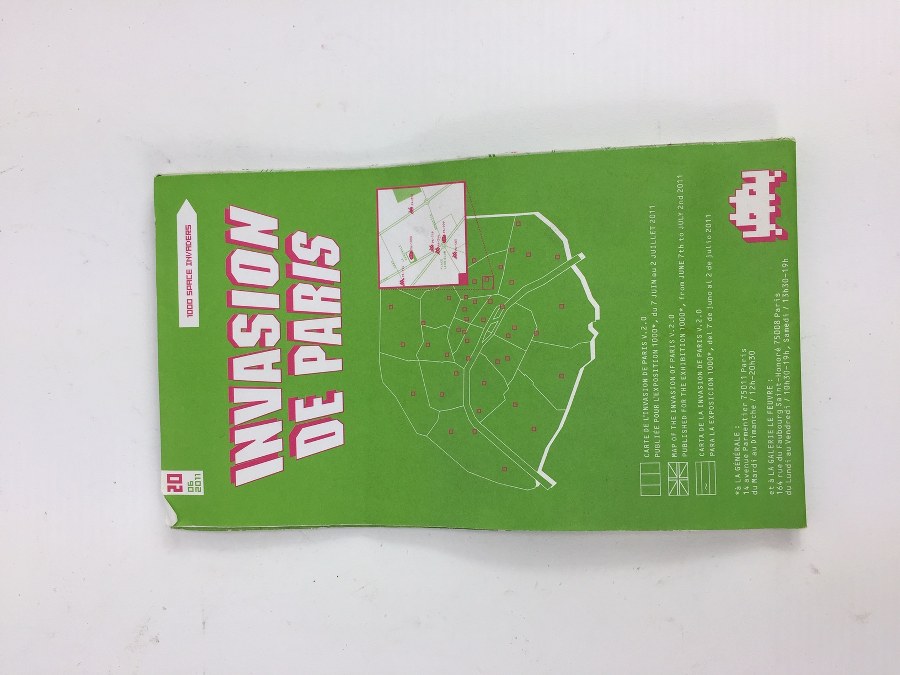 20
06
2011
1000 SPACE INVADERS
INVASION
DE PARIS
CARTE DE L'INVASION DE PARIS V.2.0
PUBLIÉE POUR L'EXPOSITION 1000*, du 7 JUIN au 2 JUILLET 2011
MAP OF THE INVASION OF PARIS V.2.0
PUBLISHED FOR THE EXHIBITION 1000*, from JUNE 7th to JULY 2nd 2011
CARTA DE LA INVASION DE PARIS V.2.0
PARA LA EXPOSICION 1000*, del 7 de juno al 2 de julio 2011
*à LA GÉNÉRALE :
14 avenue Parmentier 75011 Paris
du Mardi au Dimanche / 12h-20h30
et à LA GALERIE LE FEUVRE :
164 rue du Faubourg Saint-Honoré 75008 Paris
du Lundi au Vendredi / 10h30-19h, Samedi / 13h30-19h